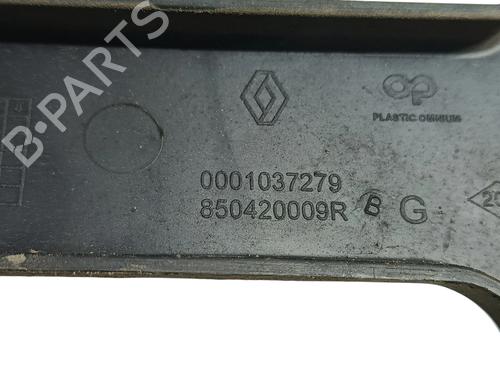 B-PARTS
PLASTIC OMNIUM
0001037279
850420009R B G